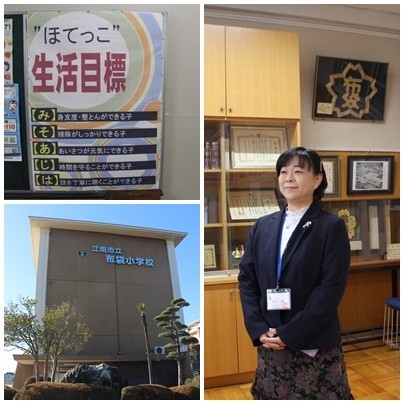 "ほてっこ"
生活目標
【み】身支度・整とんができる子
【そ】掃除がしっかりできる子
【あ】あいさつが元気にできる子
【じ】時間を守ることができる子
【は】話を丁寧に聴くことができる子
江南市立
布袋小学校
110